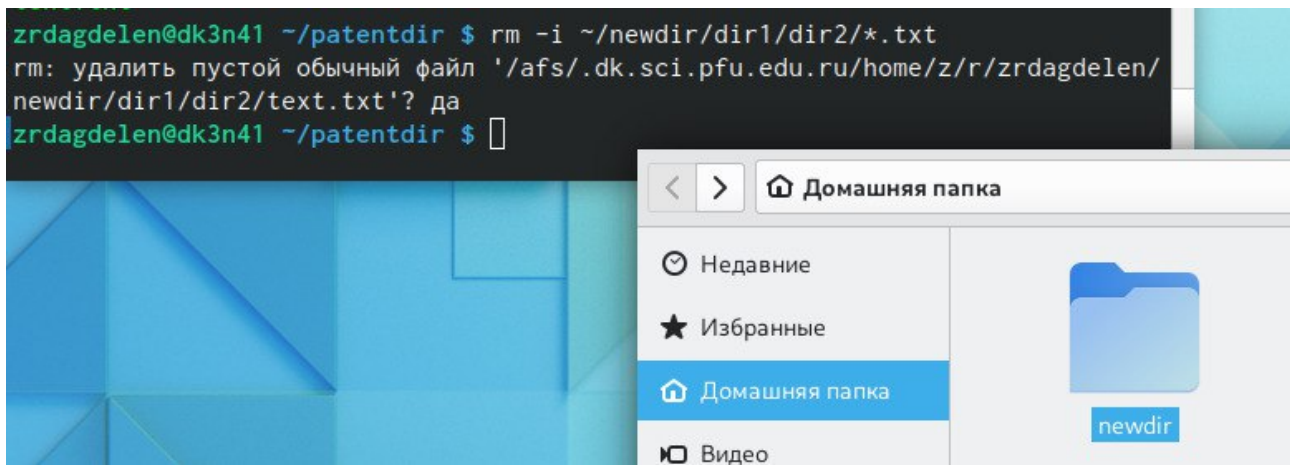 zrdagdelen@dk3n41 ~/patentdir $ rm -i ~/newdir/dir1/dir2/*.txt
rm: удалить пустой обычный файл '/afs/.dk.sci.pfu.edu.ru/home/z/r/zrdagdelen/
newdir/dir1/dir2/text.txt'? да
zrdagdelen@dk3n41 ~/patentdir $
Домашняя папка
Недавние
Избранные
Домашняя папка
newdir
Видео